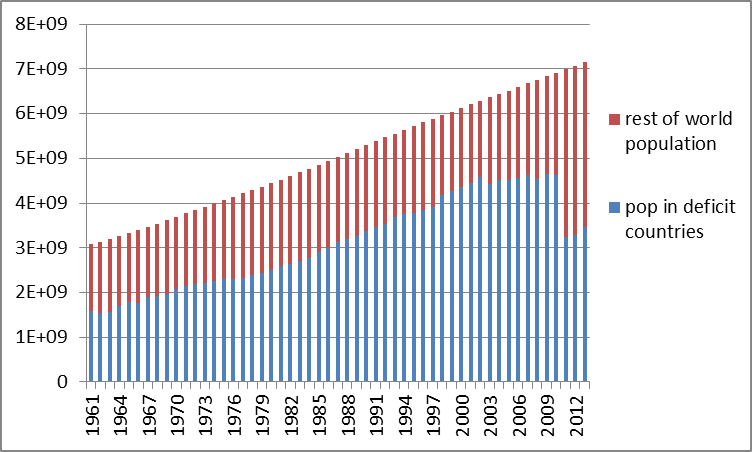 8E+09
7E+09
6E+09
5E+09
4E+09
3E+09
2E+09
1E+09
0
1961
1964
1967
1970
1973
1976
1979
1982
1985
1988
1991
1994
1997
2000
2003
2006
2009
2012
rest of world
population
pop in deficit
countries